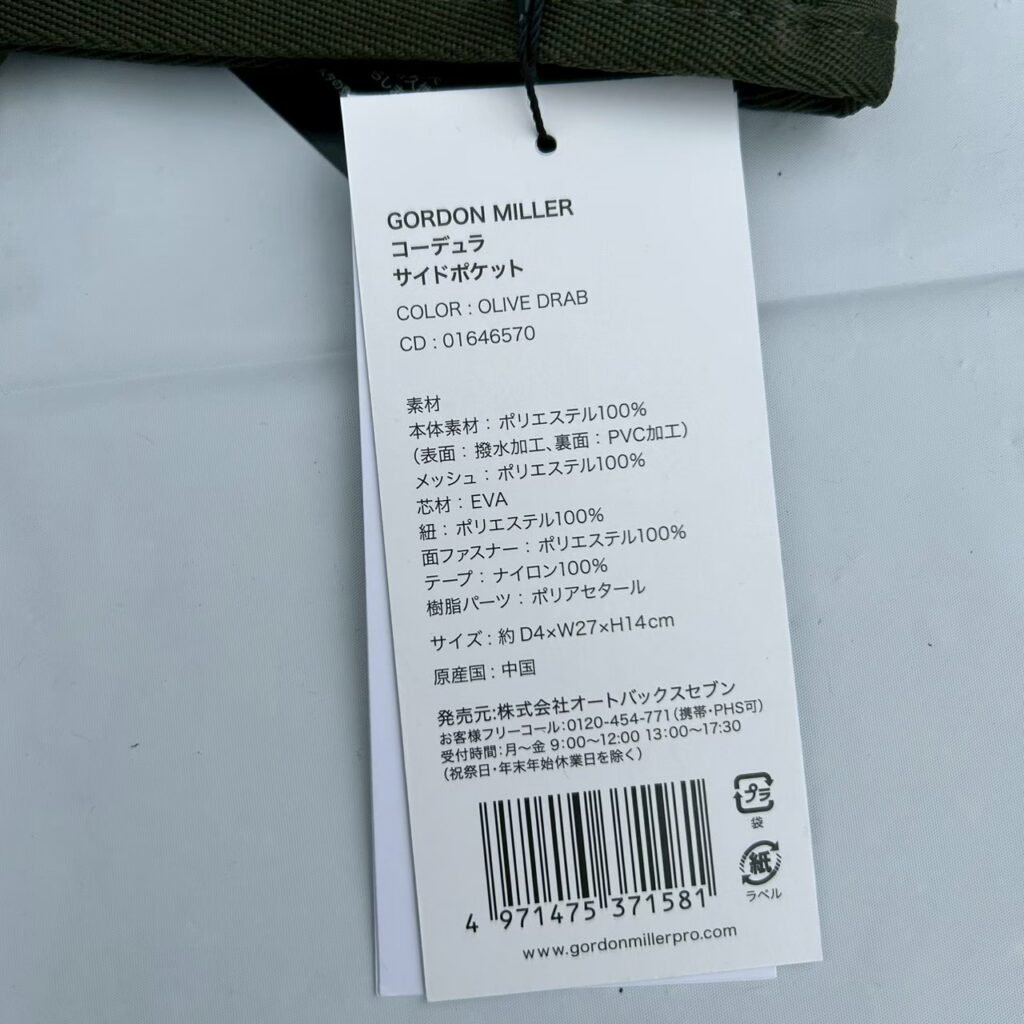 GORDON MILLER
コーデュラ
サイドポケット
COLOR : OLIVE DRAB
CD : 01646570
素材
本体素材 : ポリエステル100%
(表面 : 撥水加工、裏面 : PVC加工)
メッシュ : ポリエステル100%
芯材 : EVA
紐 : ポリエステル100%
面ファスナー : ポリエステル100%
テープ : ナイロン100%
樹脂パーツ : ポリアセタール
サイズ : 約 D4×W27×H14cm
原産国 : 中国
発売元:株式会社オートバックスセブン
お客様フリーコール:0120-454-771(携帯・PHS可)
受付時間:月〜金 9:00〜12:00 13:00〜17:30
(祝祭日・年末年始休業日を除く)
プラ
袋
紙
ラベル
4 971475 371581
www.gordonmillerpro.com